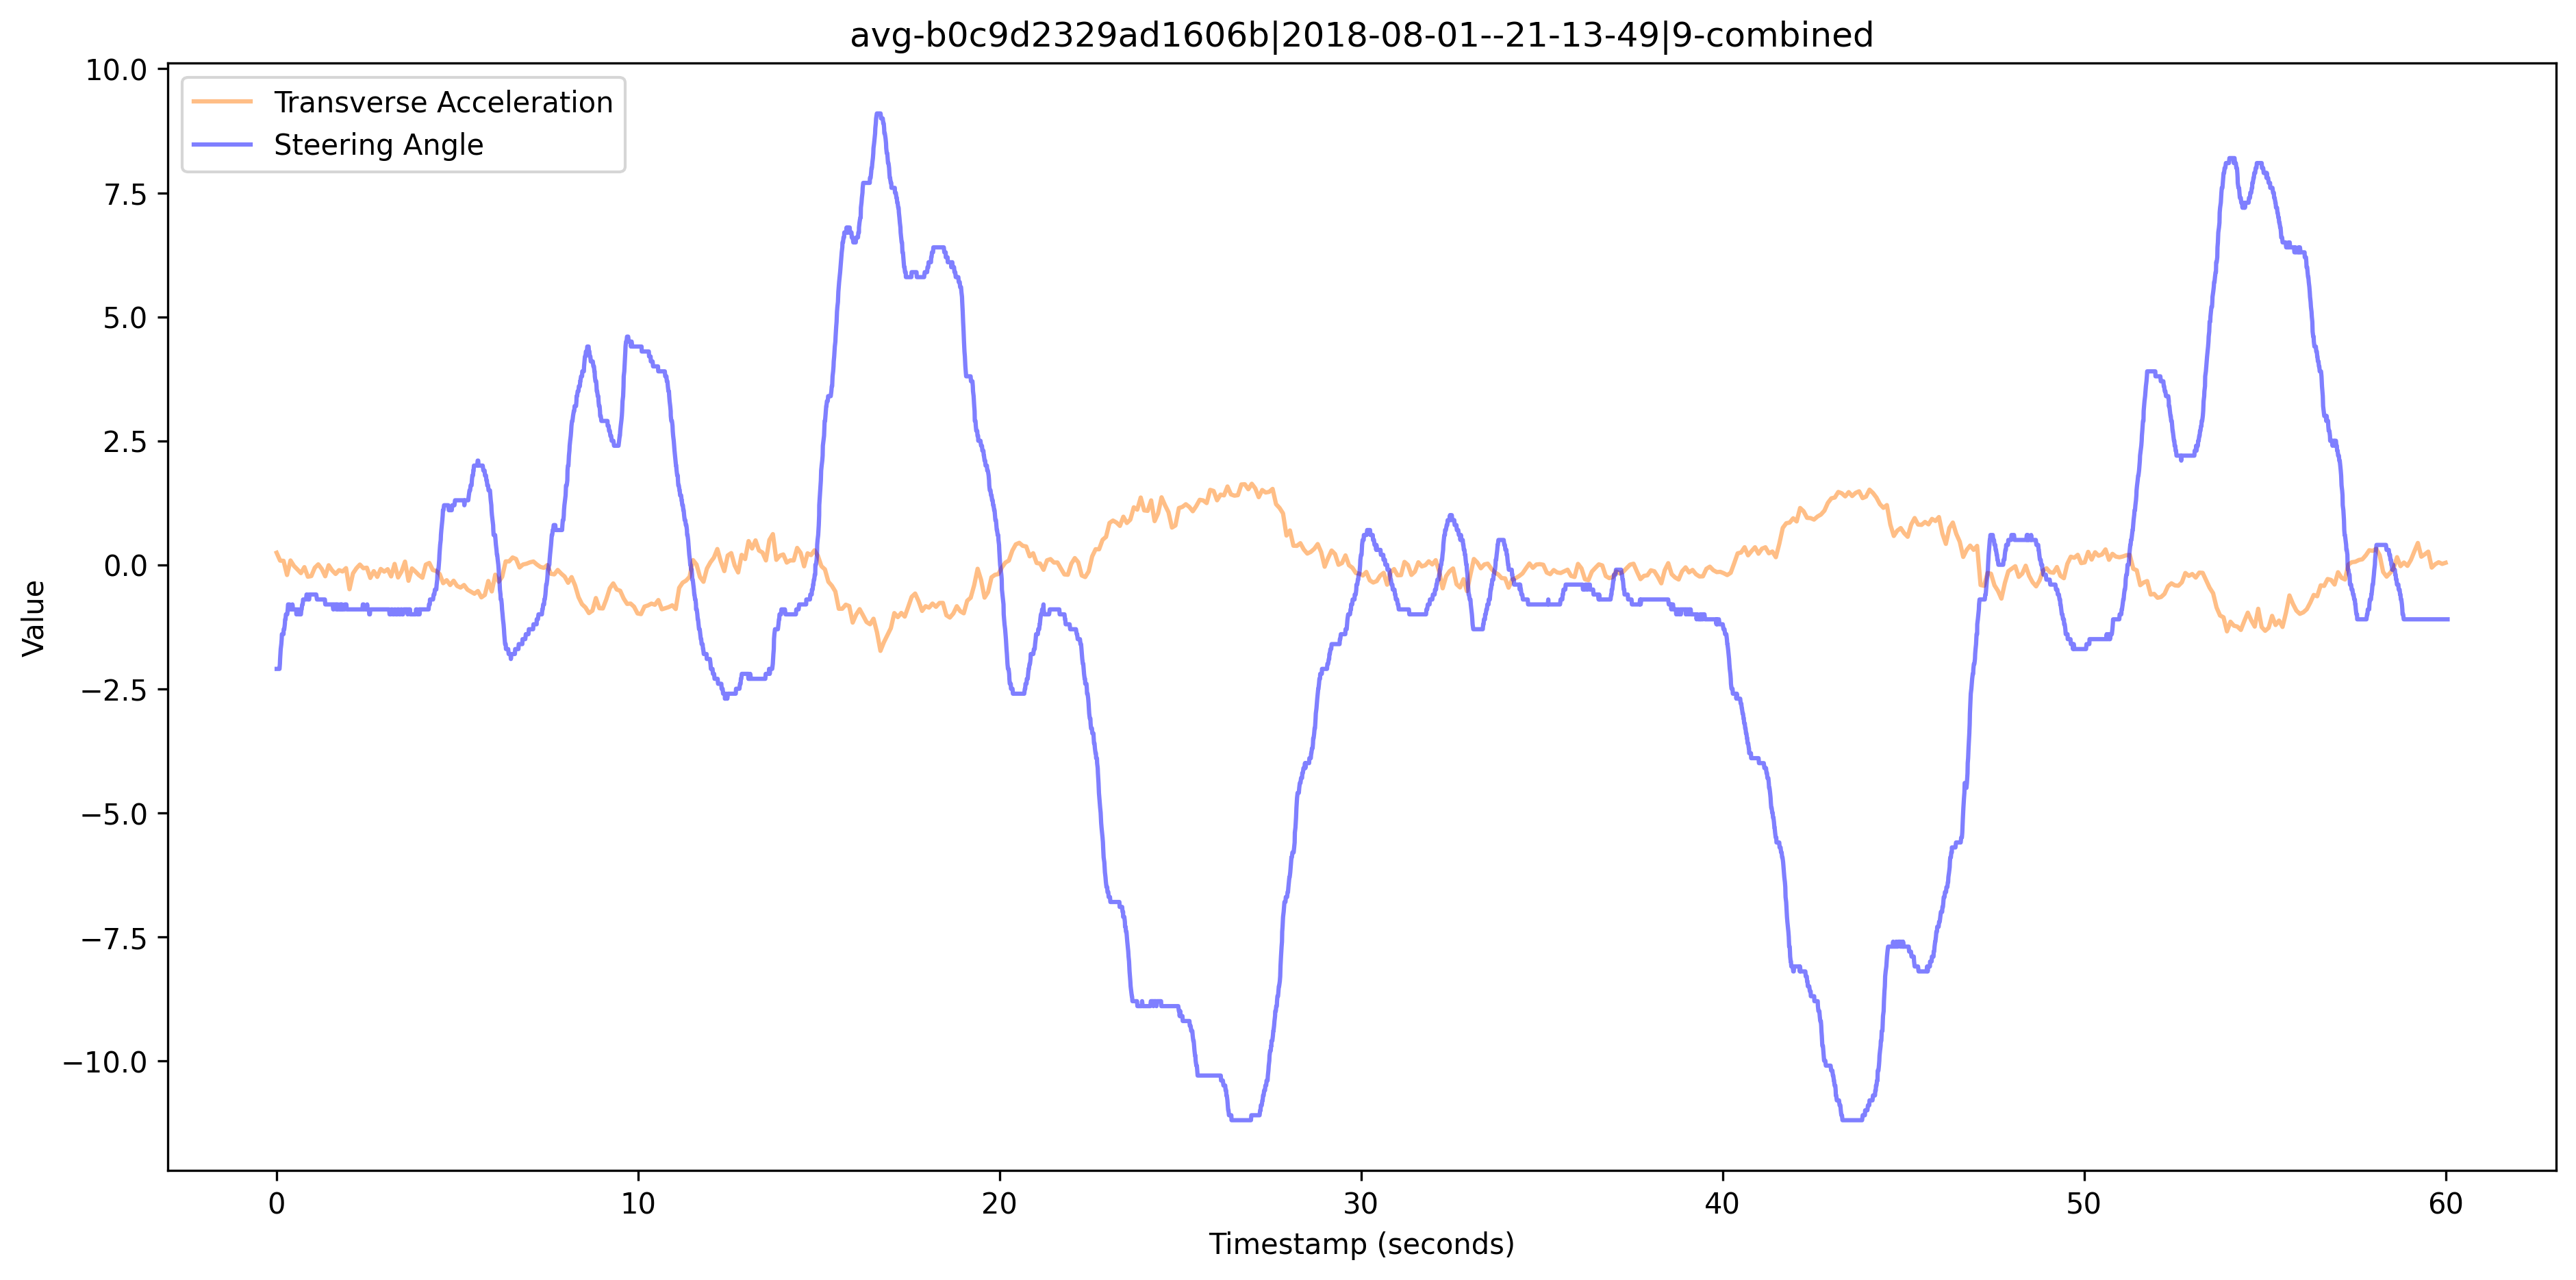 avg-b0c9d2329ad1606b|2018-08-01--21-13-49|9-combined
Transverse Acceleration
Steering Angle
10.0
7.5
5.0
2.5
0.0
−2.5
−5.0
−7.5
−10.0
Value
0 10 20 30 40 50 60
Timestamp (seconds)